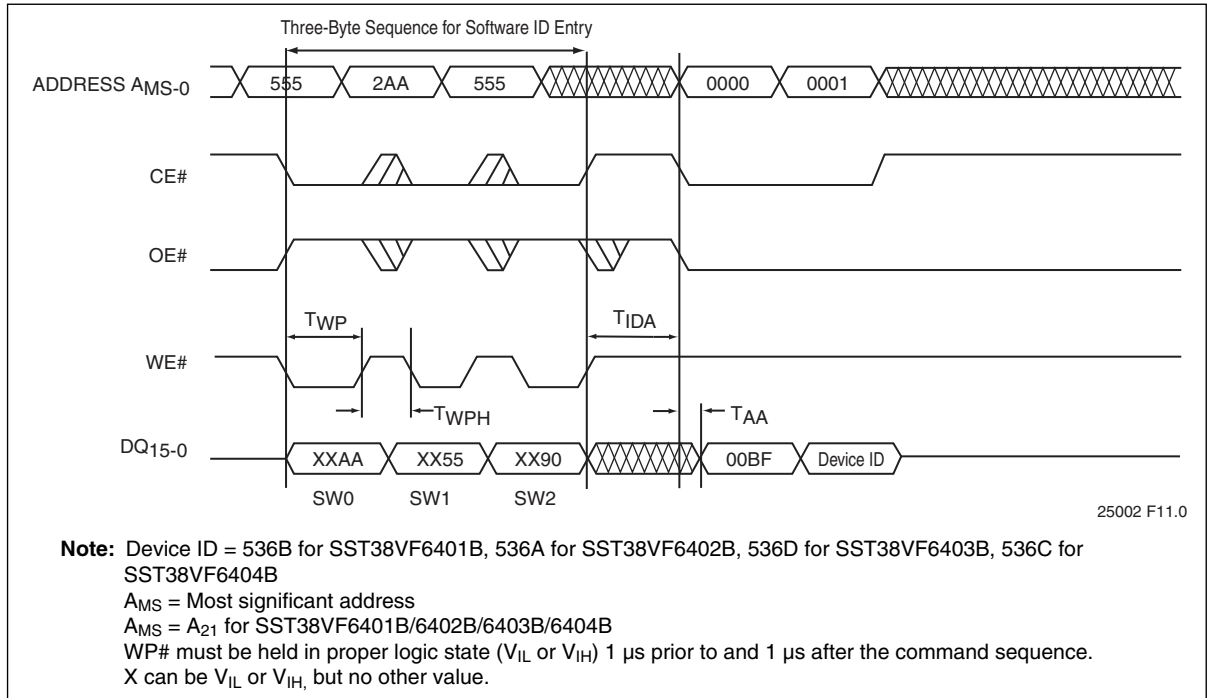 Three-Byte Sequence for Software ID Entry
ADDRESS AMS-0
555 2AA 555 0000 0001
CE#
OE#
TWP TIDA
WE#
TWPH TAA
DQ15-0
XXAA XX55 XX90 00BF Device ID
SW0 SW1 SW2
25002 F11.0
Note: Device ID = 536B for SST38VF6401B, 536A for SST38VF6402B, 536D for SST38VF6403B, 536C for
SST38VF6404B
AMS = Most significant address
AMS = A21 for SST38VF6401B/6402B/6403B/6404B
WP# must be held in proper logic state (VIL or VIH) 1 µs prior to and 1 µs after the command sequence.
X can be VIL or VIH, but no other value.